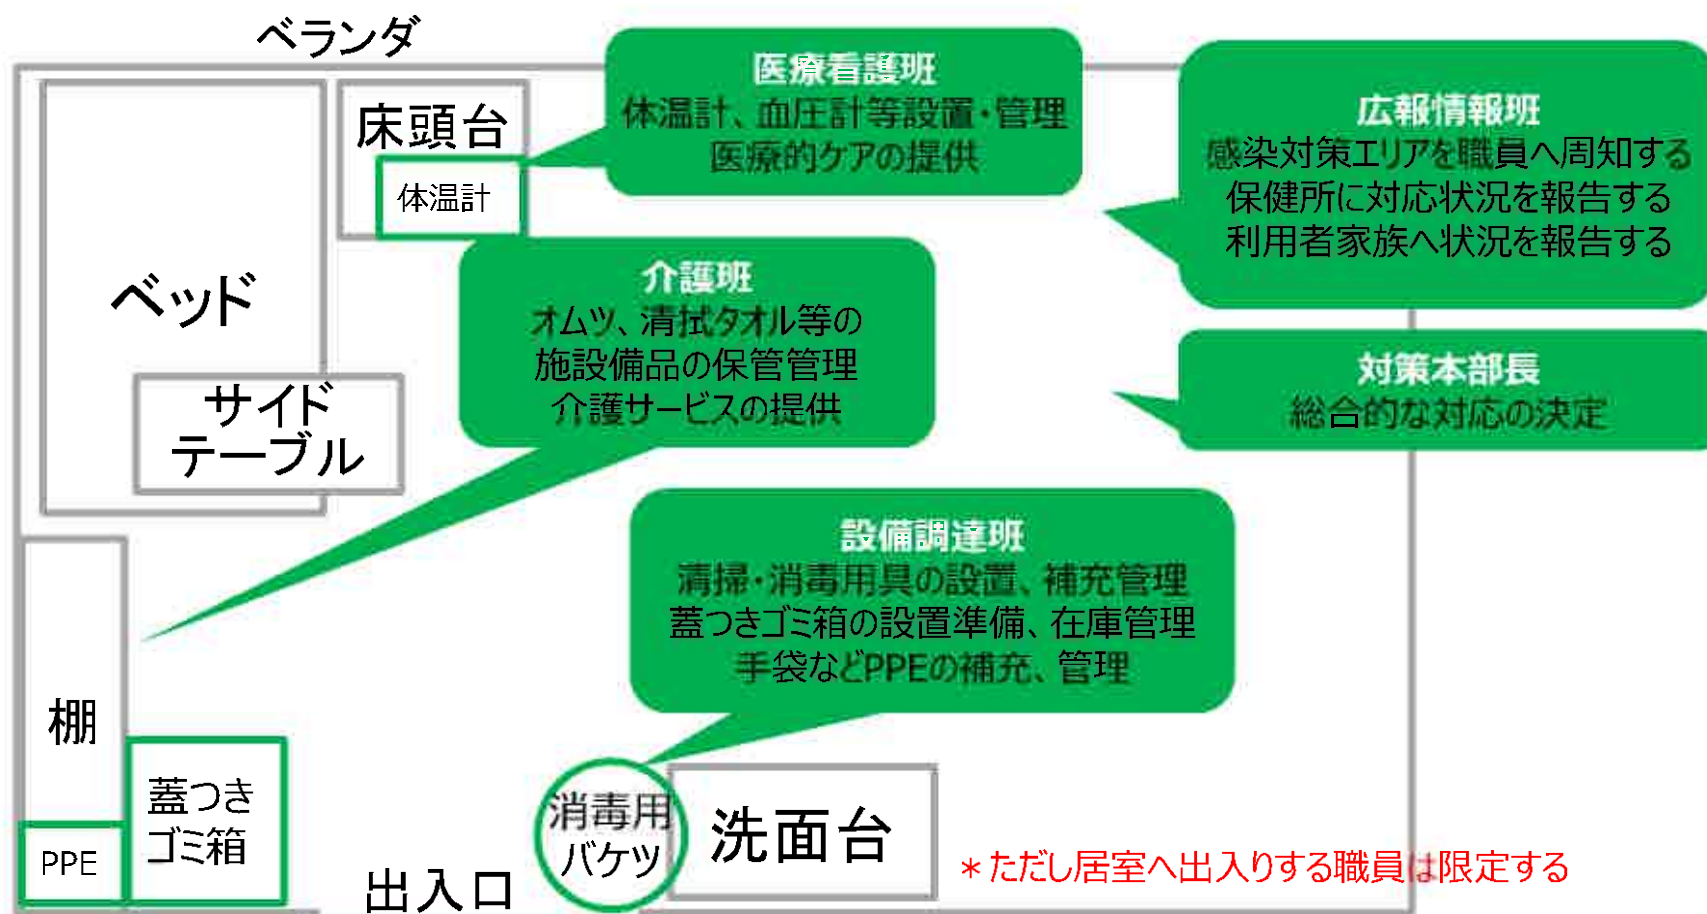 ベランダ
医療看護班
体温計、血圧計等設置・管理
医療的ケアの提供
広報情報班
感染対策エリアを職員へ周知する
保健所に対応状況を報告する
利用者家族へ状況を報告する
床頭台
体温計
ベッド
介護班
オムツ、清拭タオル等の
施設備品の保管管理
介護サービスの提供
対策本部長
総合的な対応の決定
サイド
テーブル
設備調達班
清掃・消毒用具の設置、補充管理
蓋つきゴミ箱の設置準備、在庫管理
手袋などPPEの補充、管理
棚
蓋つき
ゴミ箱
PPE
出入口
消毒用
バケツ
洗面台
＊ただし居室へ出入りする職員は限定する